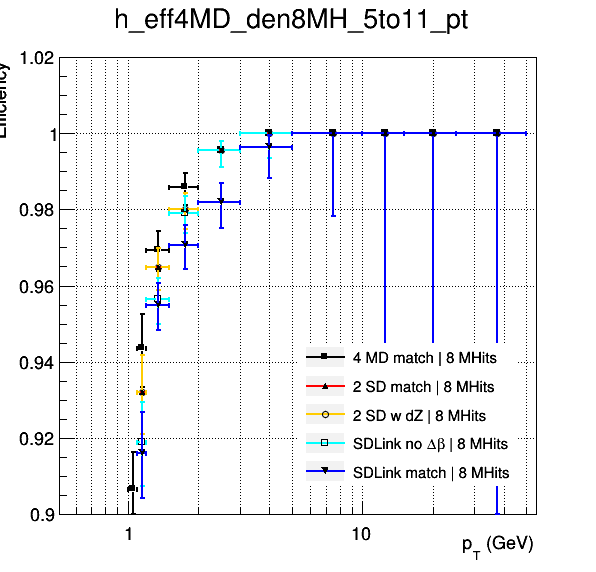 h_eff4MD_den8MH_5to11_pt
Efficiency
1.02
1
0.98
0.96
0.94
0.92
0.9
4 MD match | 8 MHits
2 SD match | 8 MHits
2 SD w dZ | 8 MHits
SDLink no Δβ | 8 MHits
SDLink match | 8 MHits
1
10
p_T (GeV)